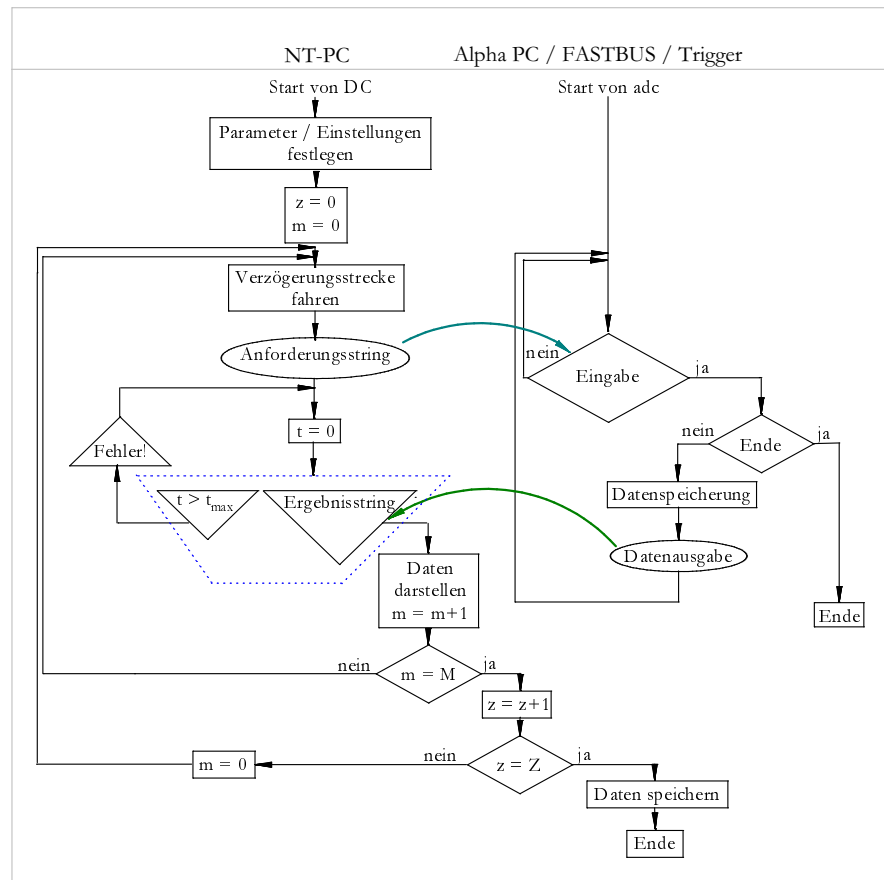 NT-PC
Alpha PC / FASTBUS / Trigger
Start von DC
Start von adc
Parameter / Einstellungen
festlegen
z = 0
m = 0
Verzögerungsstrecke
fahren
Anforderungsstring
nein
Eingabe
ja
t = 0
Fehler!
nein
Ende
ja
t > tmax
Ergebnisstring
Datenspeicherung
Datenausgabe
Daten
darstellen
m = m+1
Ende
nein
m = M
ja
z = z+1
nein
z = Z
ja
m = 0
Daten speichern
Ende